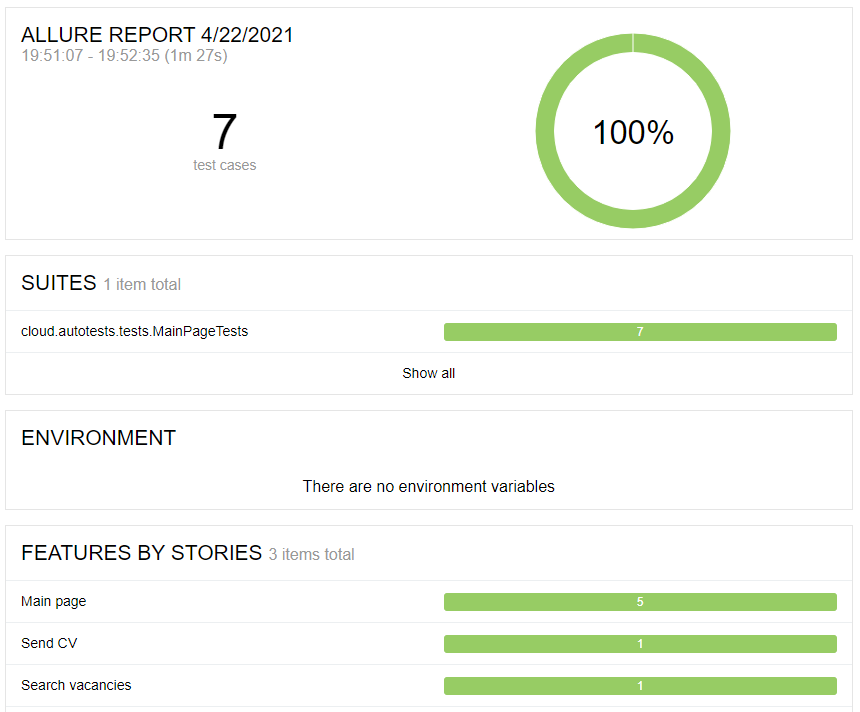 ALLURE REPORT 4/22/2021
19:51:07 - 19:52:35 (1m 27s)
7
test cases
100%
SUITES 1 item total
cloud.autotests.tests.MainPageTests 7
Show all
ENVIRONMENT
There are no environment variables
FEATURES BY STORIES 3 items total
Main page 5
Send CV 1
Search vacancies 1